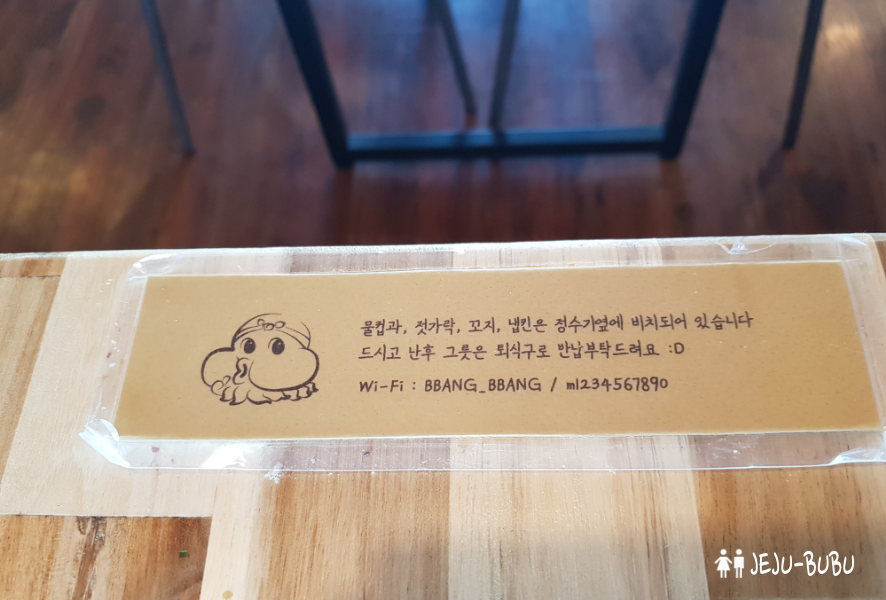 물컵과, 젓가락, 꼬지, 냅킨은 정수기옆에 비치되어 있습니다
드시고 난후 그릇은 퇴식구로 반납부탁드려요 :D
Wi-Fi : BBANG_BBANG / m1234567890
JEJU-BUBU